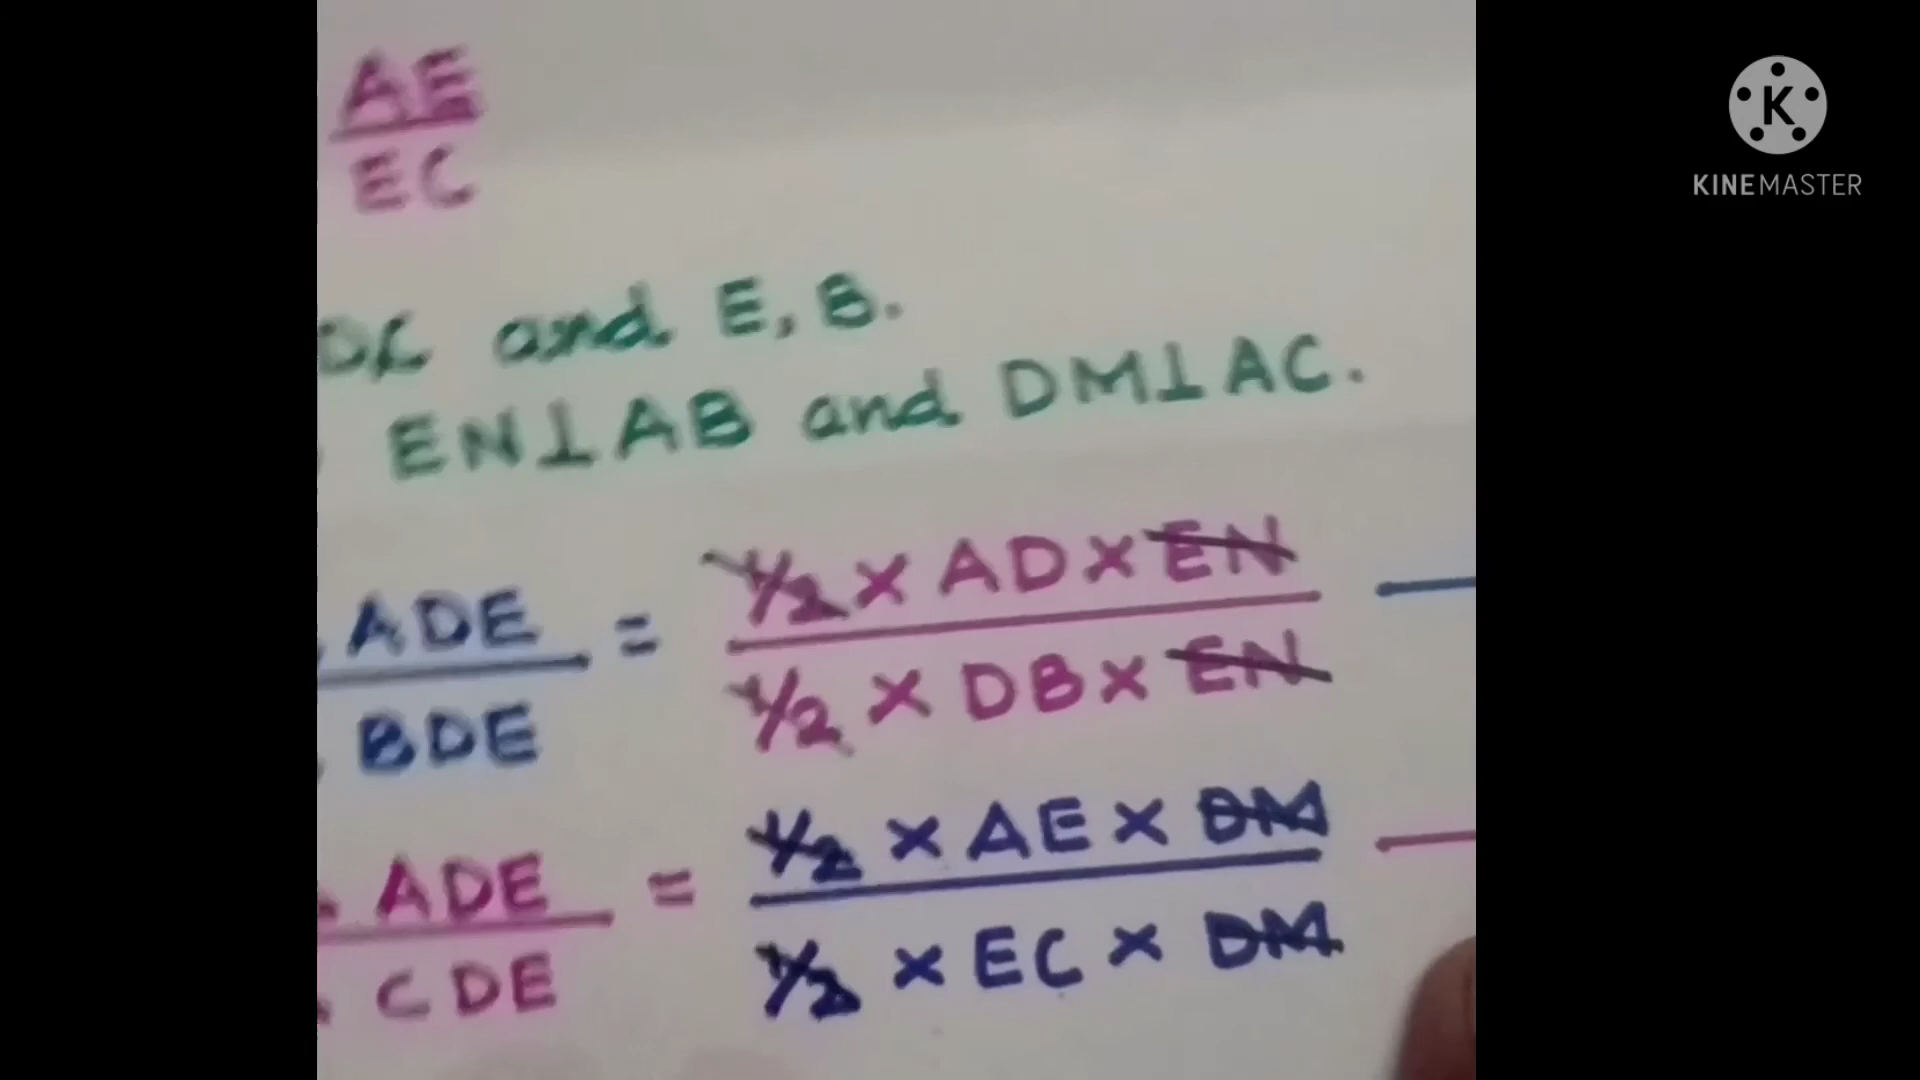 AE
EC
DC and E, B.
EN⊥AB and DM⊥AC.
ADE = 1/2 × AD × EN
BDE 1/2 × DB × EN
ADE = 1/2 × AE × DM
CDE 1/2 × EC × DM
K
KINEMASTER